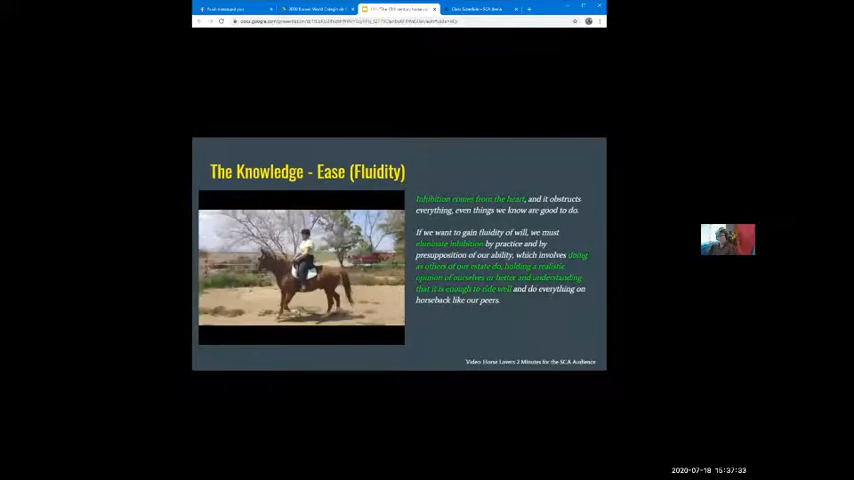 The Knowledge - Ease (Fluidity)
Inhibition comes from the heart, and it obstructs
everything, even things we know are good to do.
If we want to gain fluidity of will, we must
eliminate inhibition by practice and by
presupposition of our ability, which involves doing
as others of our estate do, holding a realistic
opinion of ourselves or better and understanding
that it is enough to ride well and do everything on
horseback like our peers.
Video: Horse Lovers 2 Minutes for the SCA Audience
2020-07-18 15:37:33